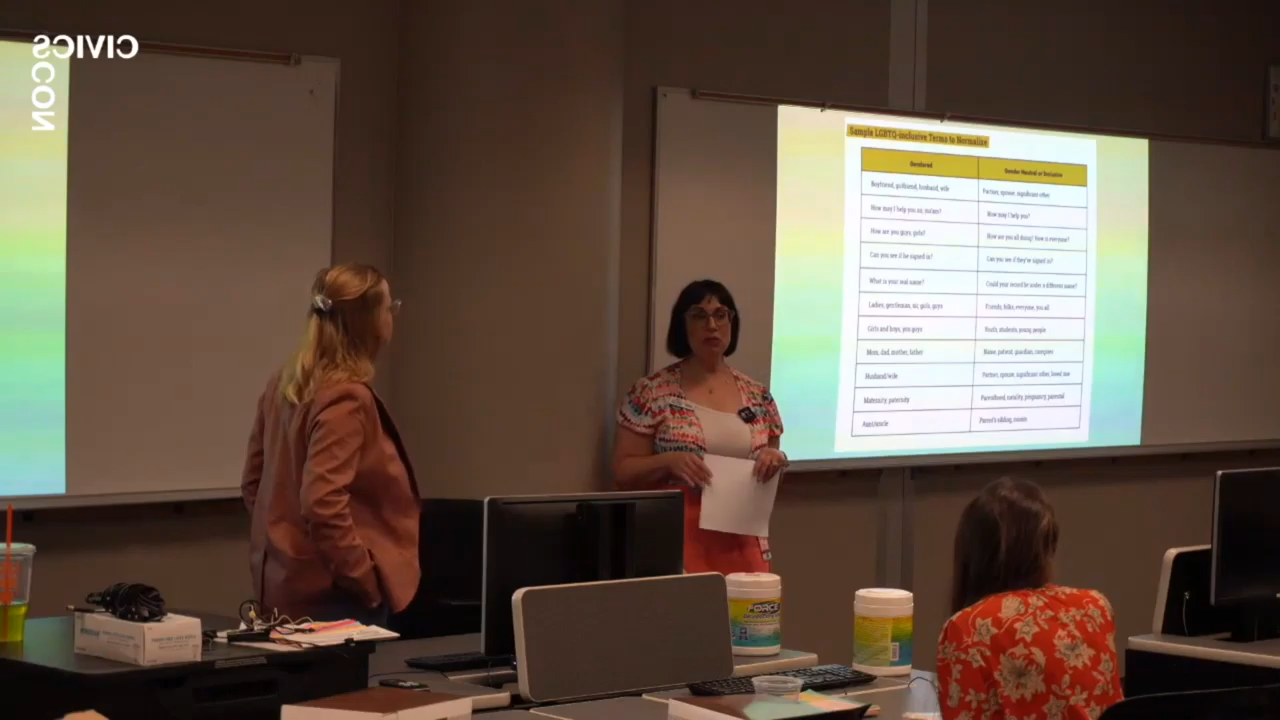 CIVICS
CON
Sample LGBTQ-inclusive Terms to Normalize
Gendered
Gender Neutral or Inclusive
Boyfriend, girlfriend, husband, wife
Partner, spouse, significant other
How may I help you sir, ma'am?
How may I help you?
How are you guys, gals?
How are you all doing? How is everyone?
Can you see if he signed in?
Can you see if they've signed in?
What is your real name?
Could your record be under a different name?
Ladies, gentleman, sir, gals, guys
Friends, folks, everyone, you all
Girls and boys, you guys
Youth, students, young people
Mom, dad, mother, father
Name, parent, guardian, caregiver
Husband/wife
Partner, spouse, significant other, loved one
Maternity, paternity
Parenthood, pregnancy, parental
Aunt/uncle
Parent's sibling
FORCE